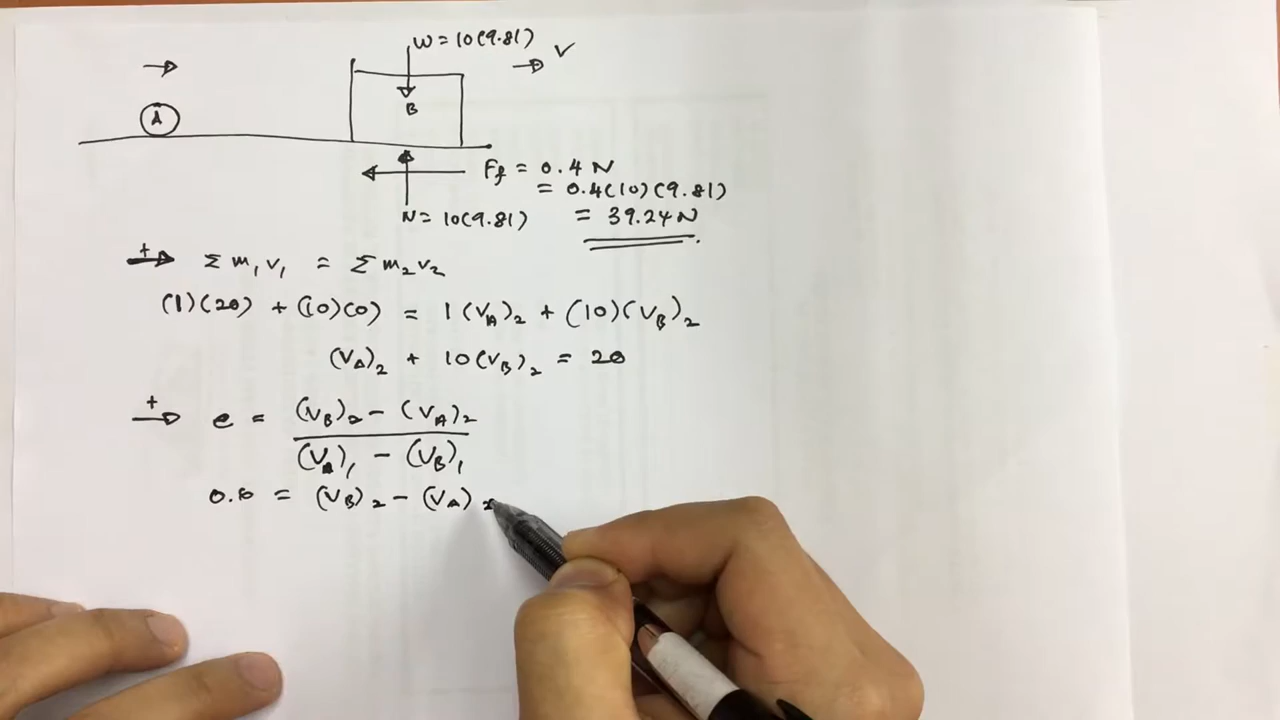 W = 10(9.81)
V
A
B
Ff = 0.4 N
= 0.4(10)(9.81)
N = 10(9.81)
= 39.24 N
+ Σ m₁v₁ = Σ m₂v₂
(1)(20) + (10)(0) = 1(VA)₂ + (10)(VB)₂
(VA)₂ + 10(VB)₂ = 20
+ e = (VB)₂ - (VA)₂
(VA)₁ - (VB)₁
= (VB)₂ - (VA)₂